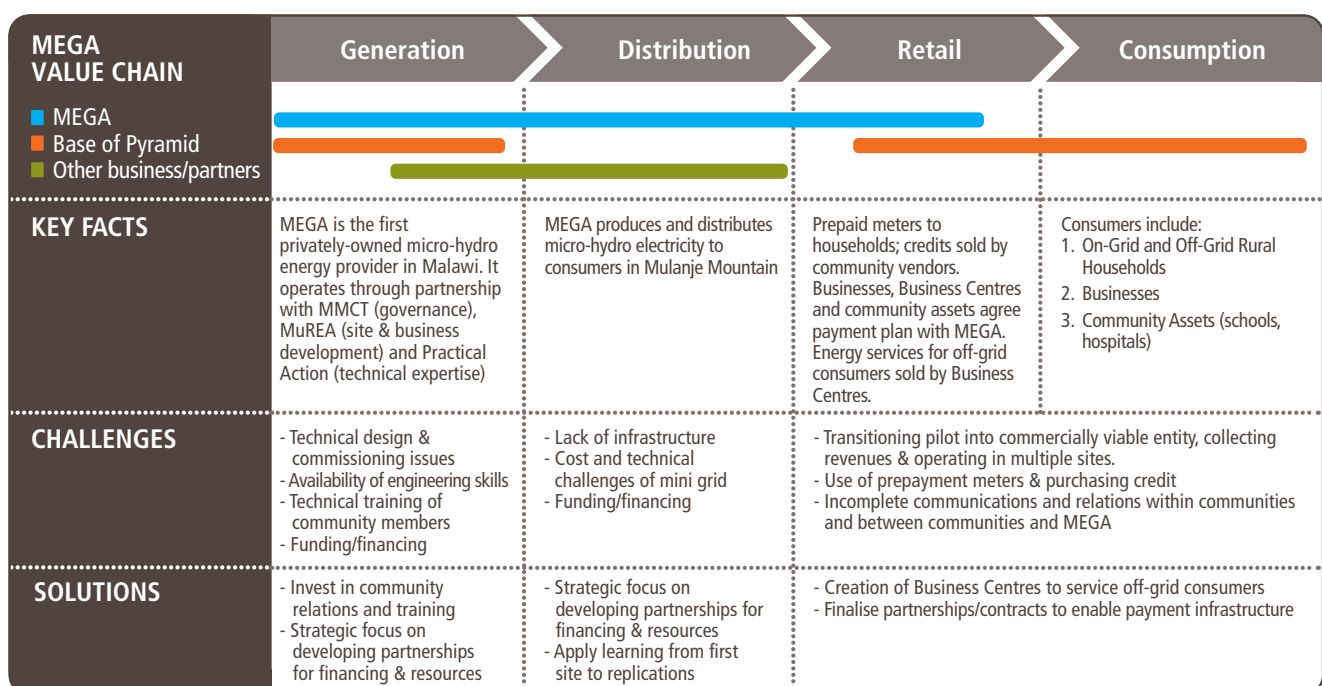 MEGA
VALUE CHAIN
Generation
Distribution
Retail
Consumption
MEGA
Base of Pyramid
Other business/partners
KEY FACTS
MEGA is the first
privately-owned micro-hydro
energy provider in Malawi. It
operates through partnership
with MMCT (governance),
MuREA (site & business
development) and Practical
Action (technical expertise)
MEGA produces and distributes
micro-hydro electricity to
consumers in Mulanje Mountain
Prepaid meters to
households; credits sold by
community vendors.
Businesses, Business Centres
and community assets agree
payment plan with MEGA.
Energy services for off-grid
consumers sold by Business
Centres.
Consumers include:
1. On-Grid and Off-Grid Rural
Households
2. Businesses
3. Community Assets (schools,
hospitals)
CHALLENGES
- Technical design &
commissioning issues
- Availability of engineering skills
- Technical training of
community members
- Funding/financing
- Lack of infrastructure
- Cost and technical
challenges of mini grid
- Funding/financing
- Transitioning pilot into commercially viable entity, collecting
revenues & operating in multiple sites.
- Use of prepayment meters & purchasing credit
- Incomplete communications and relations within communities
and between communities and MEGA
SOLUTIONS
- Invest in community
relations and training
- Strategic focus on
developing partnerships
for financing & resources
- Strategic focus on
developing partnerships for
financing & resources
- Apply learning from first
site to replications
- Creation of Business Centres to service off-grid consumers
- Finalise partnerships/contracts to enable payment infrastructure